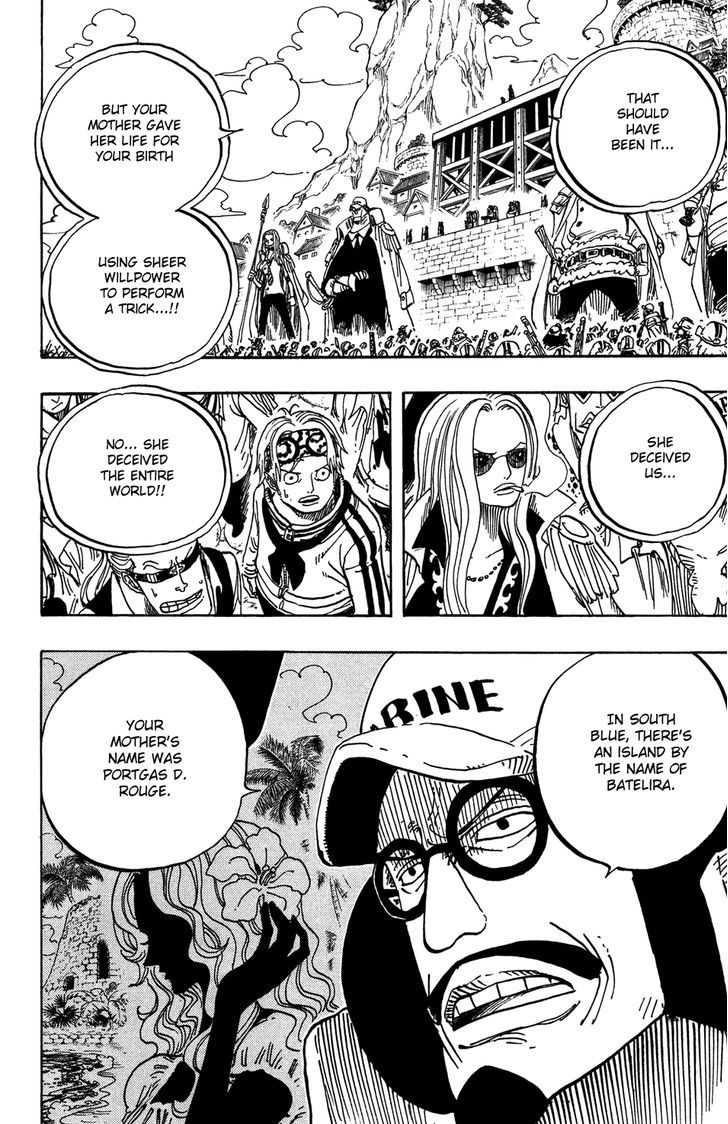 THAT
SHOULD
HAVE
BEEN IT...
BUT YOUR
MOTHER GAVE
HER LIFE FOR
YOUR BIRTH
USING SHEER
WILLPOWER
TO PERFORM
A TRICK...!!
SHE
DECEIVED
US...
NO... SHE
DECEIVED
THE ENTIRE
WORLD!!
IN SOUTH
BLUE, THERE'S
AN ISLAND BY
THE NAME OF
BATELIRA.
RINE
YOUR
MOTHER'S
NAME WAS
PORTGAS D.
ROUGE.